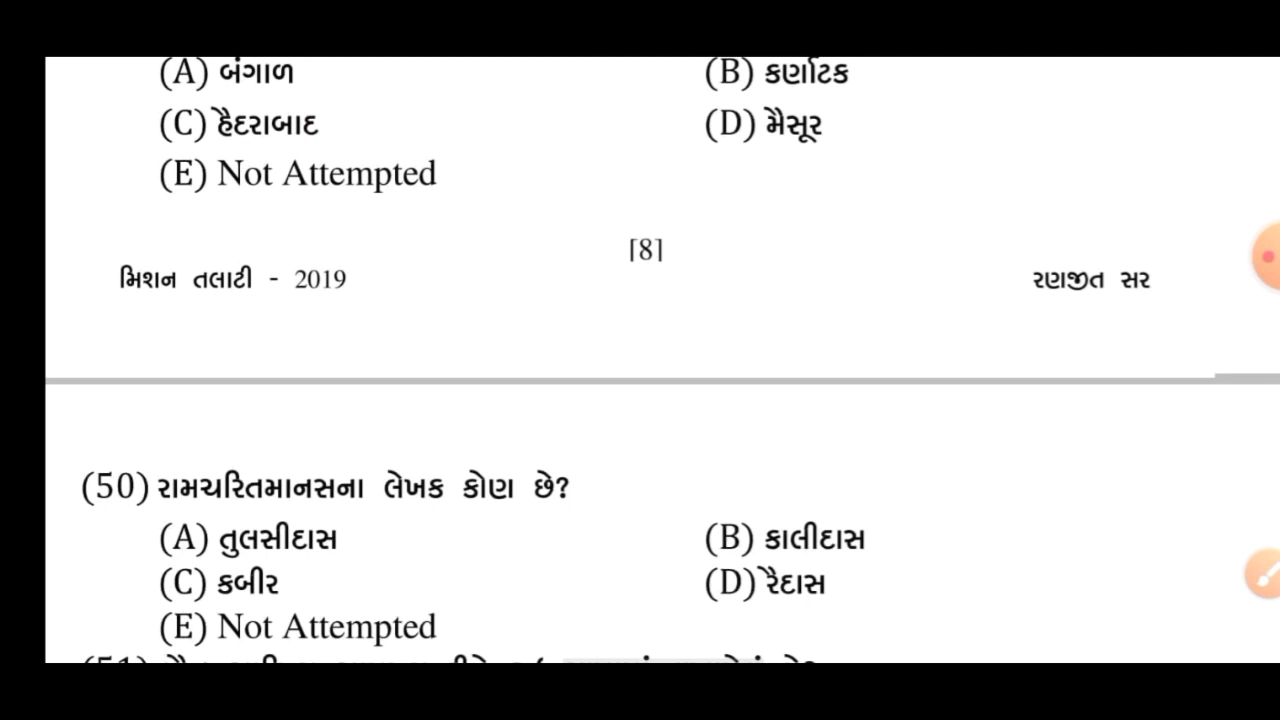 (A) બંગાળ (B) કર્ણાટક
(C) હૈદરાબાદ (D) મૈસૂર
(E) Not Attempted
[8]
મિશન તલાટી - 2019 રણજીત સર
(50) રામચરિતમાનસના લેખક કોણ છે?
(A) તુલસીદાસ (B) કાલીદાસ
(C) કબીર (D) રૈદાસ
(E) Not Attempted
(51)